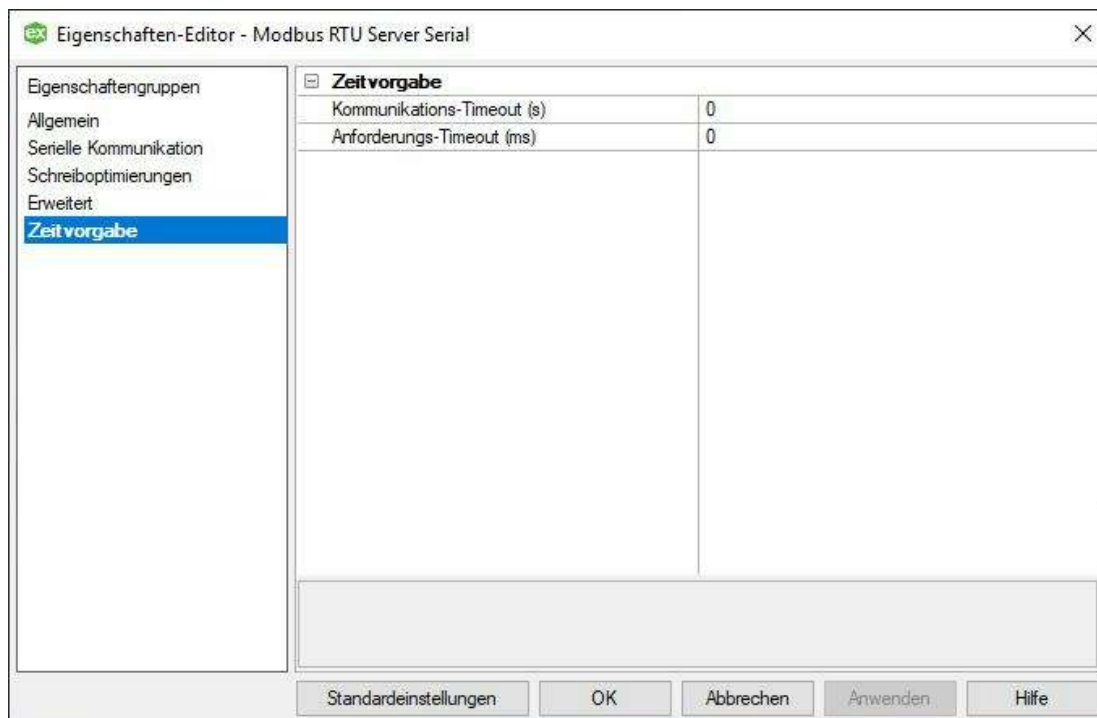 Eigenschaften-Editor - Modbus RTU Server Serial
Eigenschaftengruppen
Allgemein
Serielle Kommunikation
Schreiboptimierungen
Erweitert
Zeitvorgabe
Zeitvorgabe
Kommunikations-Timeout (s) 0
Anforderungs-Timeout (ms) 0
Standardeinstellungen OK Abbrechen Anwenden Hilfe